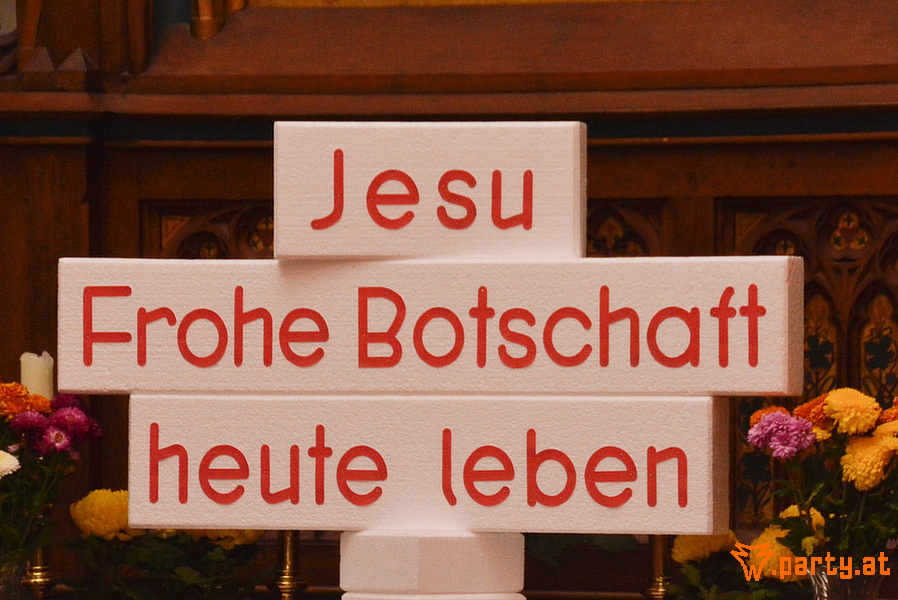 Jesu
Frohe Botschaft
heute leben
party.at